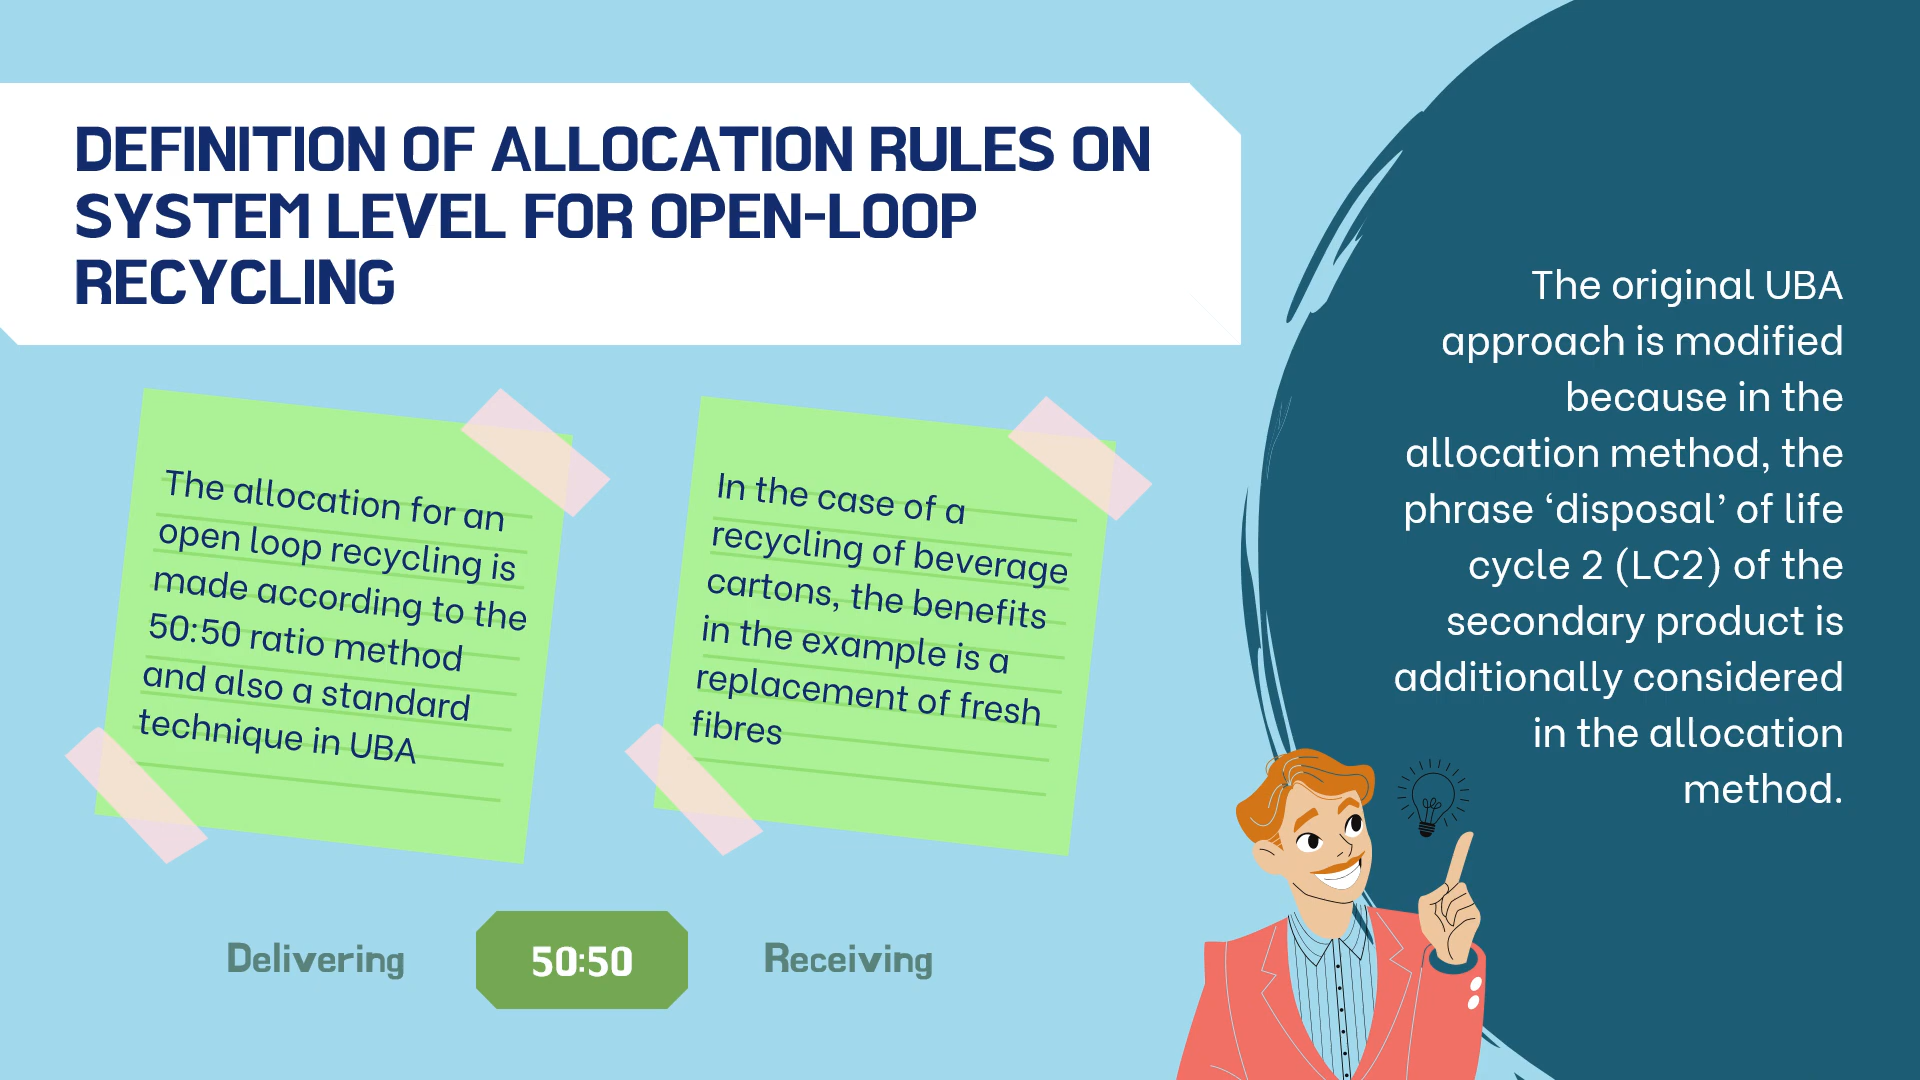 DEFINITION OF ALLOCATION RULES ON
SYSTEM LEVEL FOR OPEN-LOOP
RECYCLING
The allocation for an
open loop recycling is
made according to the
50:50 ratio method
and also a standard
technique in UBA
In the case of a
recycling of beverage
cartons, the benefits
in the example is a
replacement of fresh
fibres
Delivering
50:50
Receiving
The original UBA
approach is modified
because in the
allocation method, the
phrase ‘disposal’ of life
cycle 2 (LC2) of the
secondary product is
additionally considered
in the allocation
method.